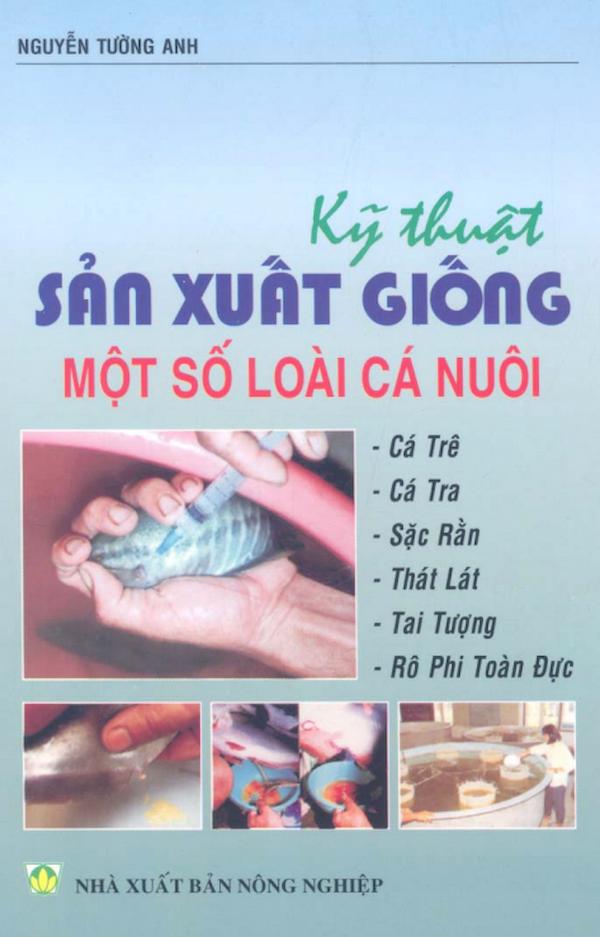 NGUYỄN TƯỜNG ANH
Kỹ thuật
SẢN XUẤT GIỐNG
MỘT SỐ LOÀI CÁ NUÔI
- Cá Trê
- Cá Tra
- Sặc Rằn
- Thát Lát
- Tai Tượng
- Rô Phi Toàn Đực
NHÀ XUẤT BẢN NÔNG NGHIỆP